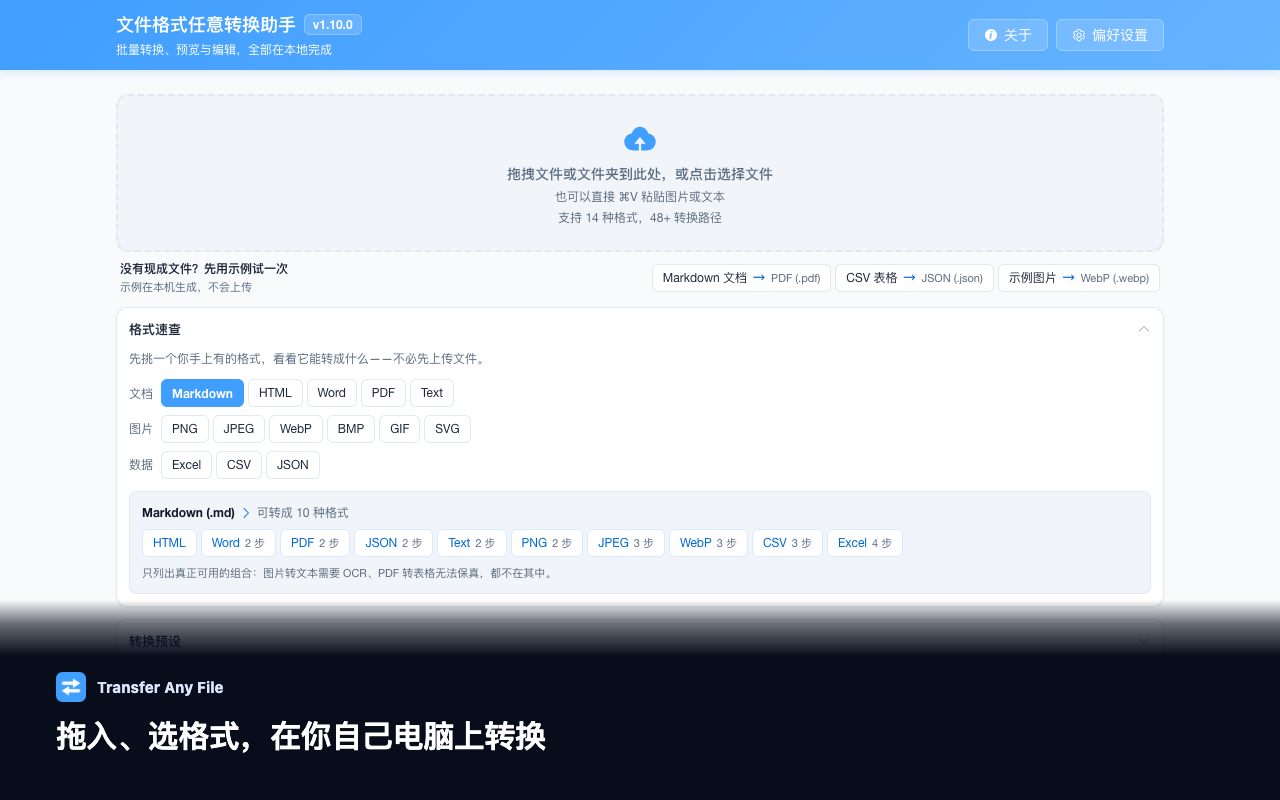 文件格式任意转换助手 v1.10.0
批量转换、预览与编辑，全部在本地完成
关于
偏好设置
拖拽文件或文件夹到此处，或点击选择文件
也可以直接 ⌘V 粘贴图片或文本
支持 14 种格式，48+ 转换路径
没有现成文件？先用示例试一次
示例在本机生成，不会上传
Markdown 文档 → PDF (.pdf)
CSV 表格 → JSON (.json)
示例图片 → WebP (.webp)
格式速查
先挑一个你手上有的格式，看看它能转成什么——不必先上传文件。
文档 Markdown HTML Word PDF Text
图片 PNG JPEG WebP BMP GIF SVG
数据 Excel CSV JSON
Markdown (.md) > 可转成 10 种格式
HTML Word 2 步 PDF 2 步 JSON 2 步 Text 2 步 PNG 2 步 JPEG 3 步 WebP 3 步 CSV 3 步 Excel 4 步
只列出真正可用的组合：图片转文本需要 OCR、PDF 转表格无法保真，都不在其中。
转换预设
Transfer Any File
拖入、选格式，在你自己电脑上转换